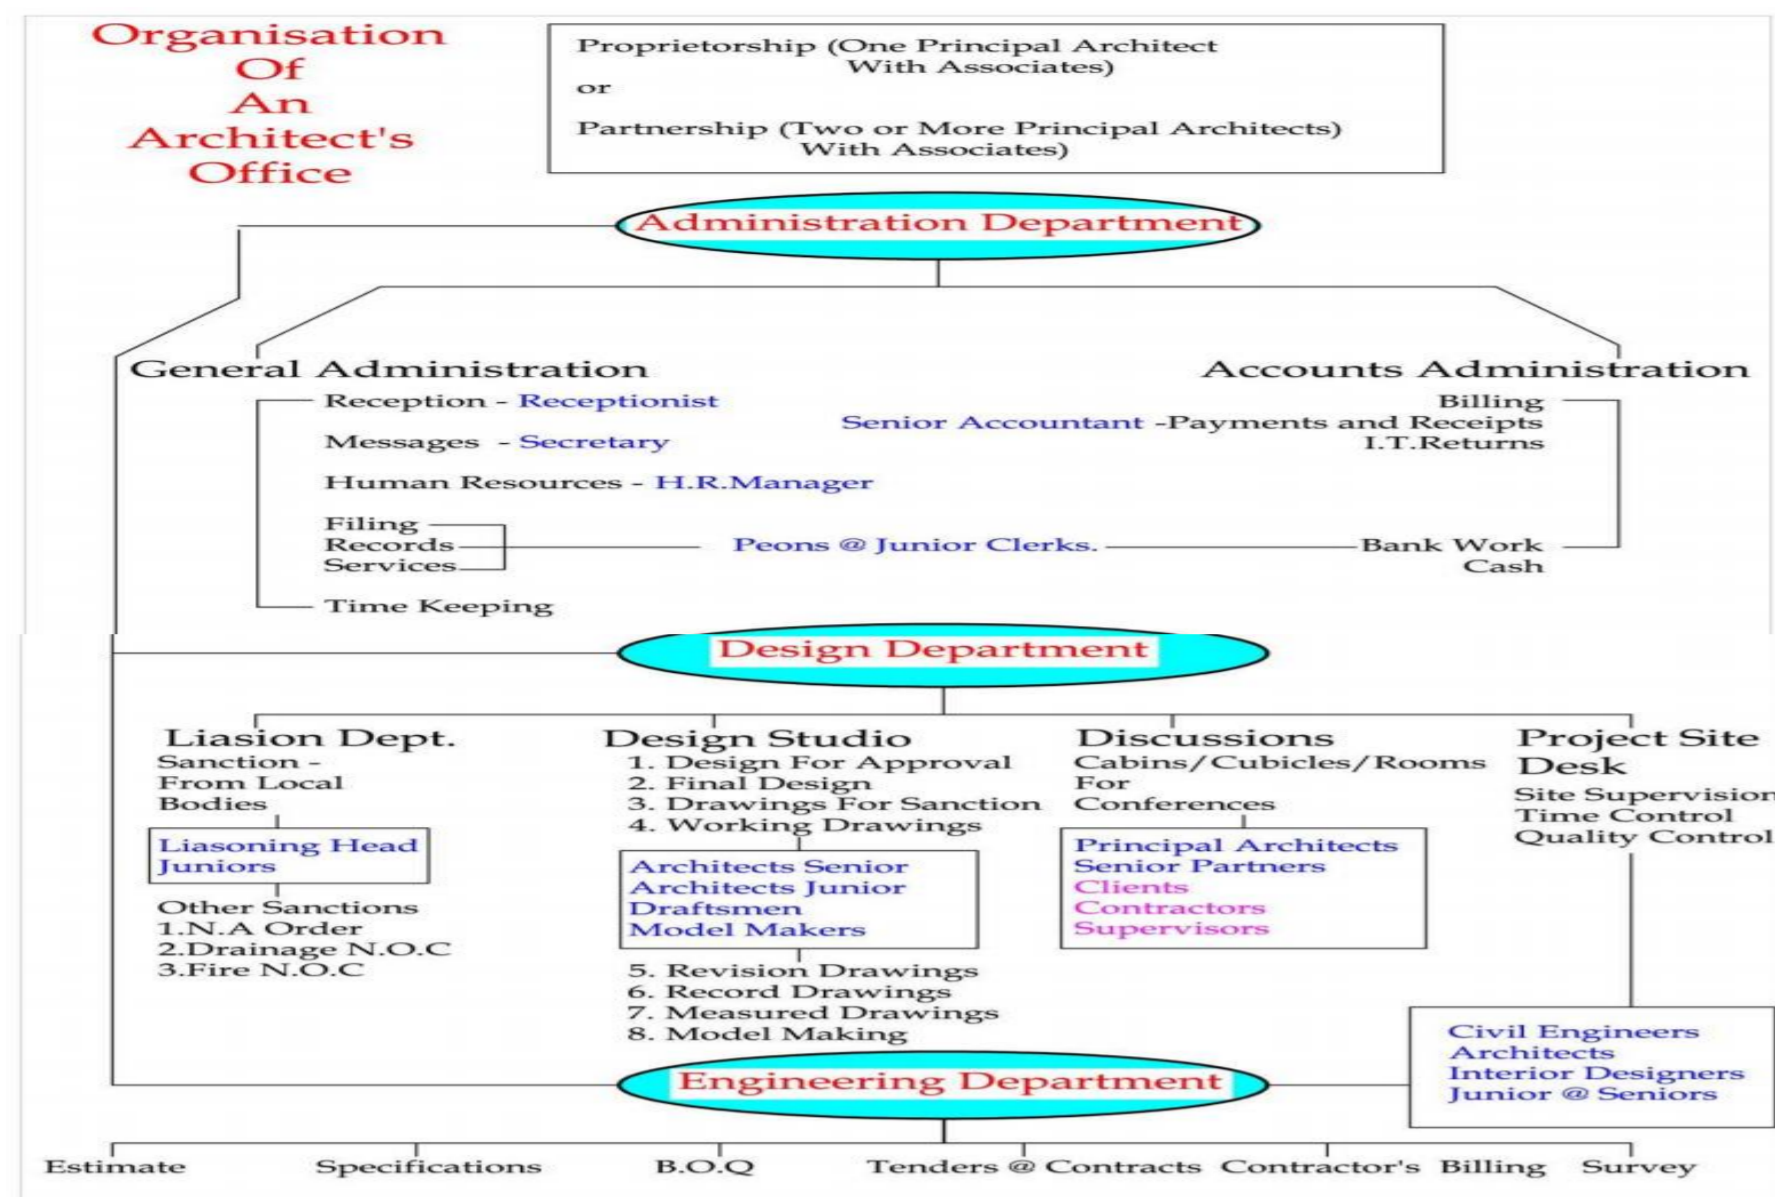 Organisation
Of
An
Architect's
Office
Proprietorship (One Principal Architect
With Associates)
or
Partnership (Two or More Principal Architects)
With Associates)
Administration Department
General Administration
Reception - Receptionist
Messages - Secretary
Human Resources - H.R.Manager
Filing
Records
Services
Time Keeping
Peons @ Junior Clerks.
Accounts Administration
Billing
Senior Accountant -Payments and Receipts
I.T.Returns
Bank Work
Cash
Design Department
Liasion Dept.
Sanction -
From Local
Bodies
Liasoning Head
Juniors
Other Sanctions
1.N.A Order
2.Drainage N.O.C
3.Fire N.O.C
Design Studio
1. Design For Approval
2. Final Design
3. Drawings For Sanction
4. Working Drawings
Architects Senior
Architects Junior
Draftsmen
Model Makers
5. Revision Drawings
6. Record Drawings
7. Measured Drawings
8. Model Making
Discussions
Cabins/Cubicles/Rooms
For
Conferences
Principal Architects
Senior Partners
Clients
Contractors
Supervisors
Project Site
Desk
Site Supervision
Time Control
Quality Control
Civil Engineers
Architects
Interior Designers
Junior @ Seniors
Engineering Department
Estimate
Specifications
B.O.Q
Tenders @ Contracts
Contractor's Billing
Survey